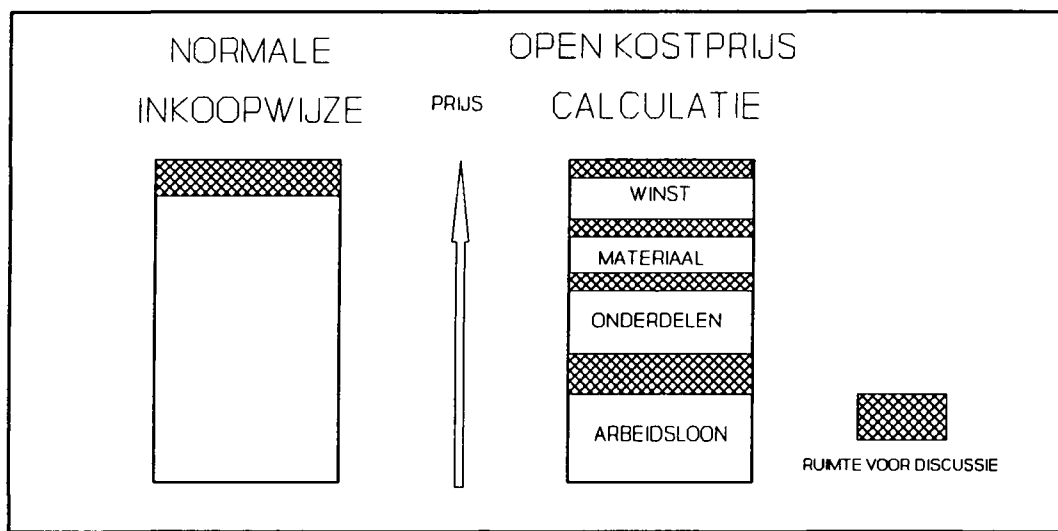 NORMALE
INKOOPWIJZE
PRIJS
OPEN KOSTPRIJS
CALCULATIE
WINST
MATERIAAL
ONDERDELEN
ARBEIDSLOON
RUIMTE VOOR DISCUSSIE